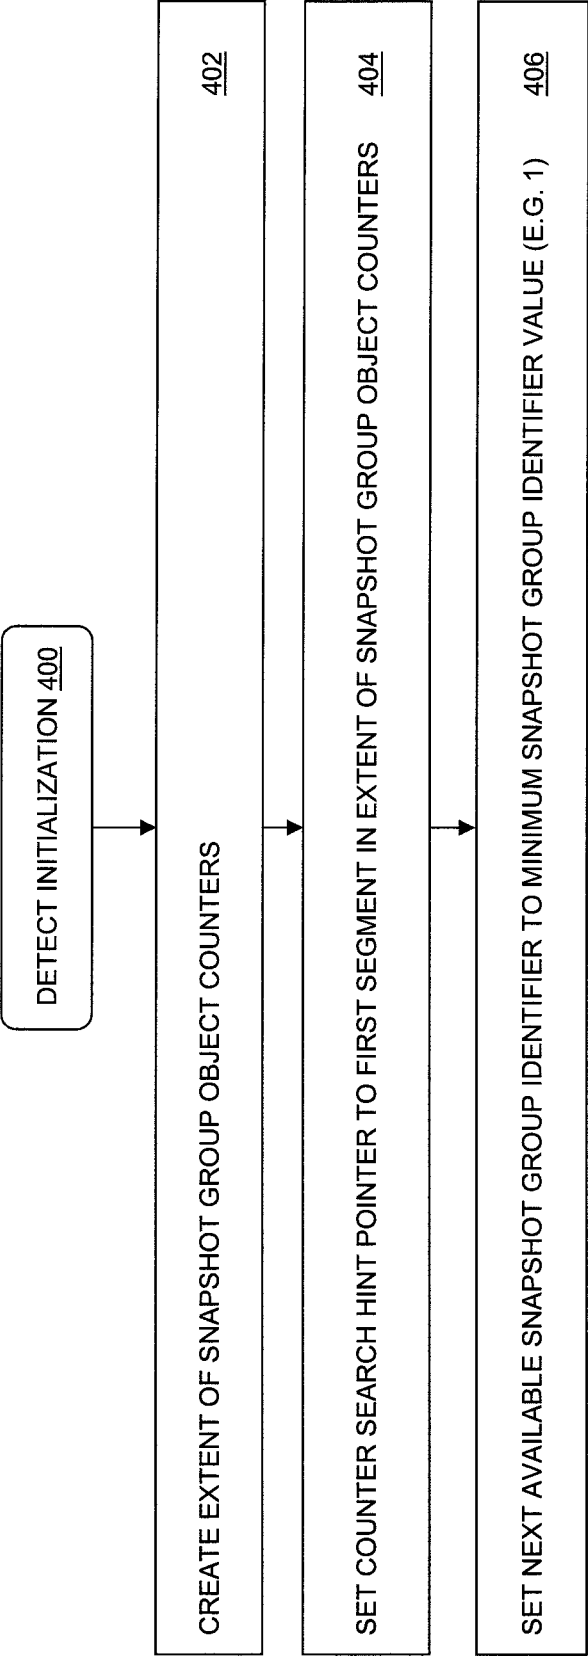 DETECT INITIALIZATION 400
CREATE EXTENT OF SNAPSHOT GROUP OBJECT COUNTERS 402
SET COUNTER SEARCH HINT POINTER TO FIRST SEGMENT IN EXTENT OF SNAPSHOT GROUP OBJECT COUNTERS 404
SET NEXT AVAILABLE SNAPSHOT GROUP IDENTIFIER TO MINIMUM SNAPSHOT GROUP IDENTIFIER VALUE (E.G. 1) 406